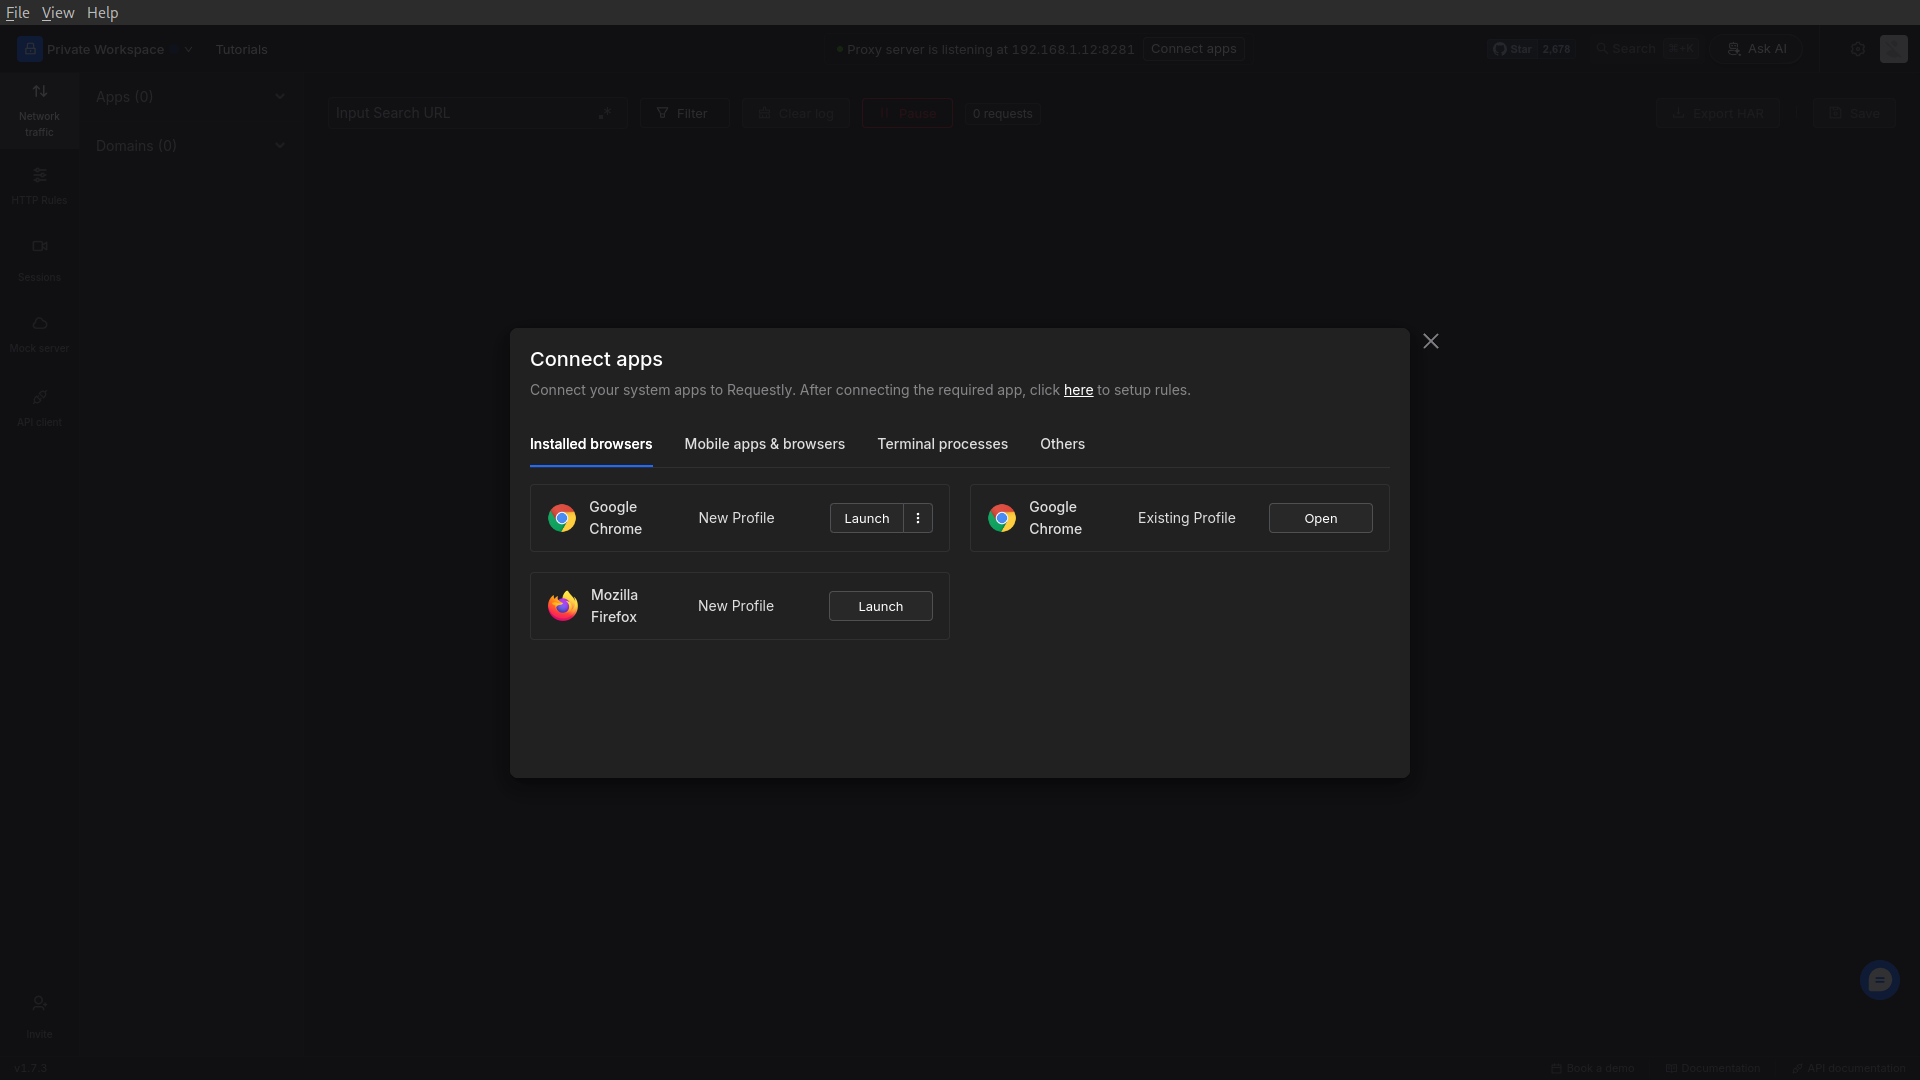 File View Help
Private Workspace Tutorials
Proxy server is listening at 192.168.1.12:8281 Connect apps
Star 2,678 Search ⌘+K Ask AI
Network
traffic
Apps (0)
Input Search URL .* Filter Clear log Pause 0 requests Export HAR Save
Domains (0)
HTTP Rules
Sessions
Mock server
API client
Connect apps
Connect your system apps to Requestly. After connecting the required app, click here to setup rules.
Installed browsers Mobile apps & browsers Terminal processes Others
Google
Chrome
New Profile Launch
Google
Chrome
Existing Profile Open
Mozilla
Firefox
New Profile Launch
Invite
v1.7.3
Book a demo Documentation API documentation